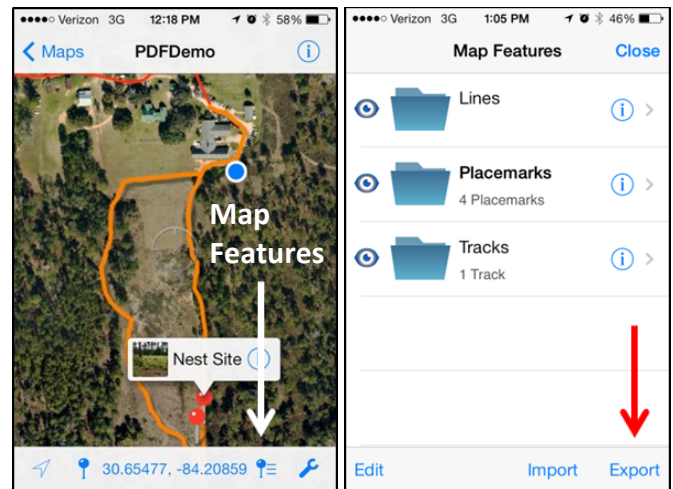 Verizon 3G 12:18 PM 58%
Maps PDFDemo i
Map
Features
Nest Site i
30.65477, -84.20859
Verizon 3G 1:05 PM 46%
Map Features Close
Lines i
Placemarks i
4 Placemarks
Tracks i
1 Track
Edit Import Export